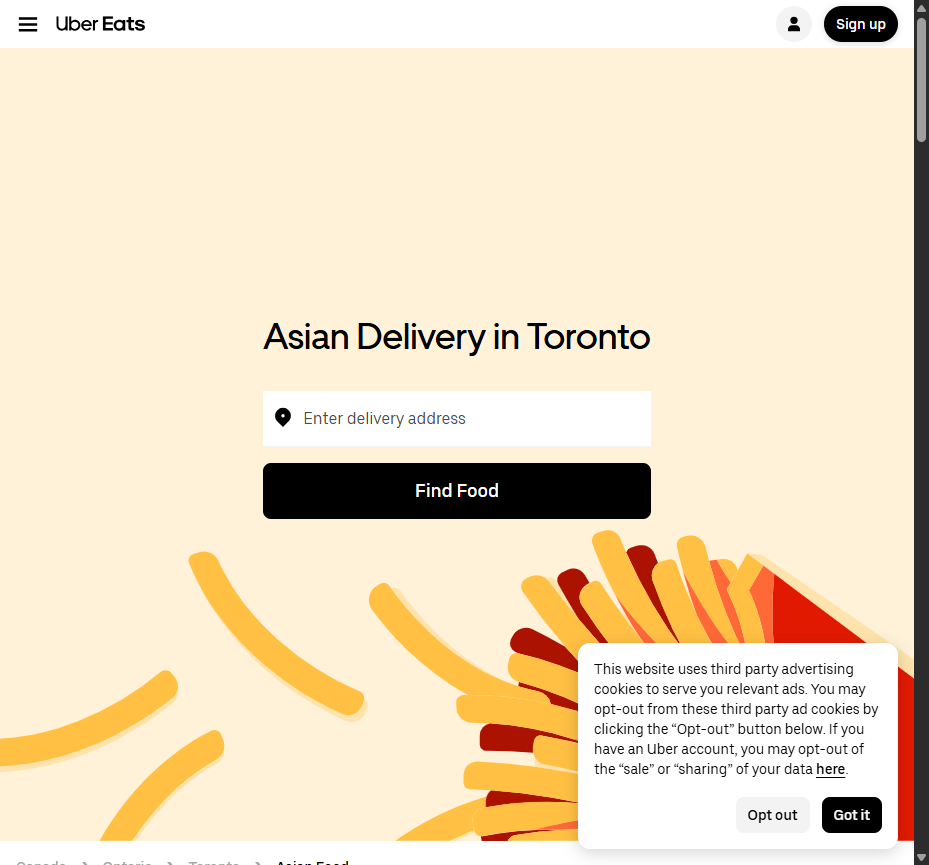 Uber Eats
Sign up
Asian Delivery in Toronto
Enter delivery address
Find Food
This website uses third party advertising
cookies to serve you relevant ads. You may
opt-out from these third party ad cookies by
clicking the “Opt-out” button below. If you
have an Uber account, you may opt-out of
the “sale” or “sharing” of your data here.
Opt out
Got it
Canada > Ontario > Toronto > Asian Food